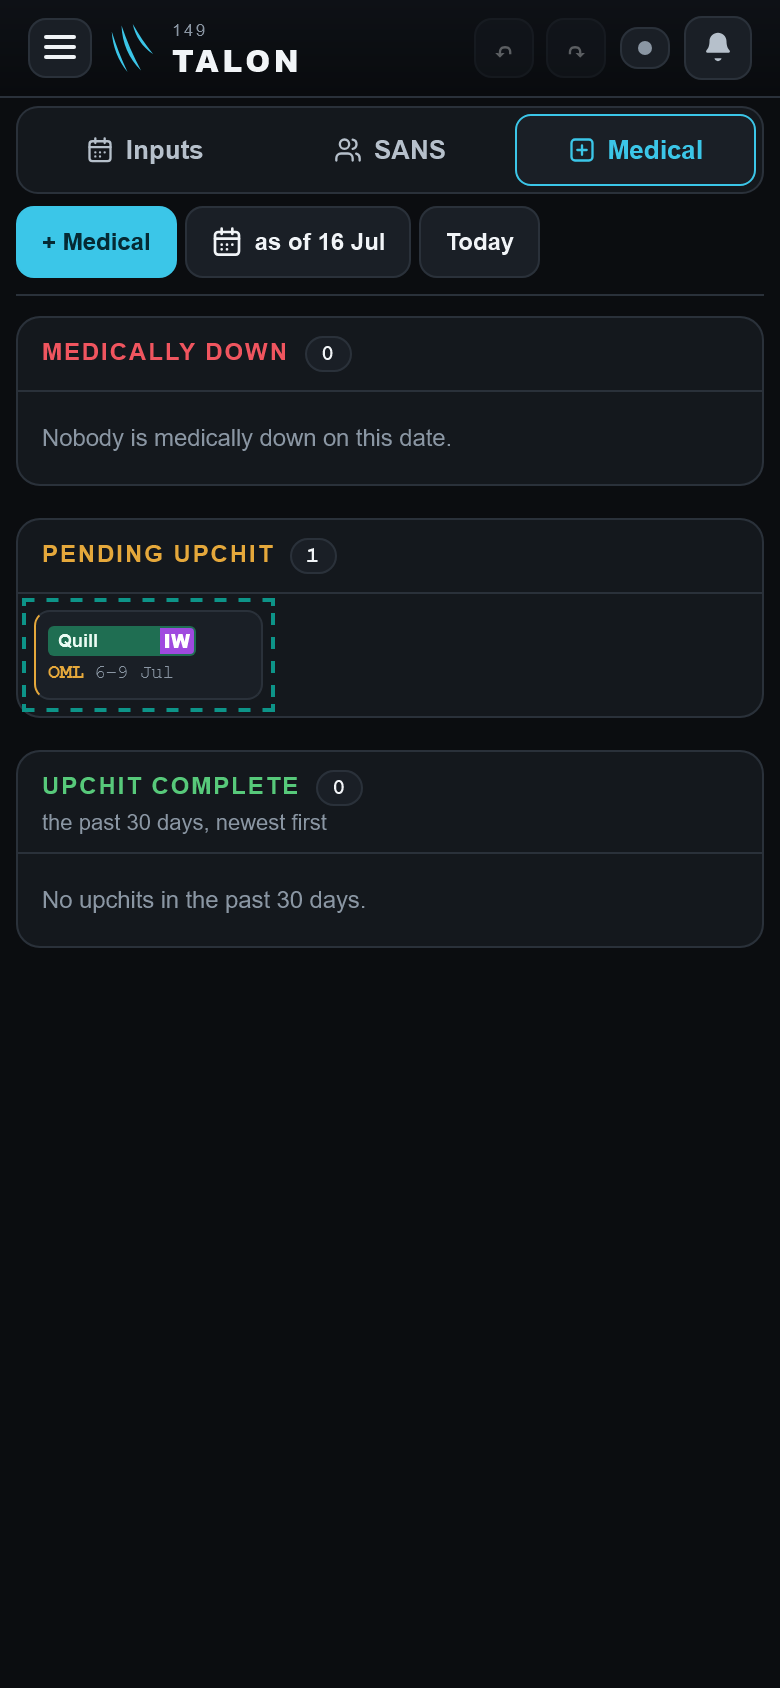 149
TALON
Inputs
SANS
Medical
+ Medical
as of 16 Jul
Today
MEDICALLY DOWN 0
Nobody is medically down on this date.
PENDING UPCHIT 1
Quill IW
OML 6–9 Jul
UPCHIT COMPLETE 0
the past 30 days, newest first
No upchits in the past 30 days.